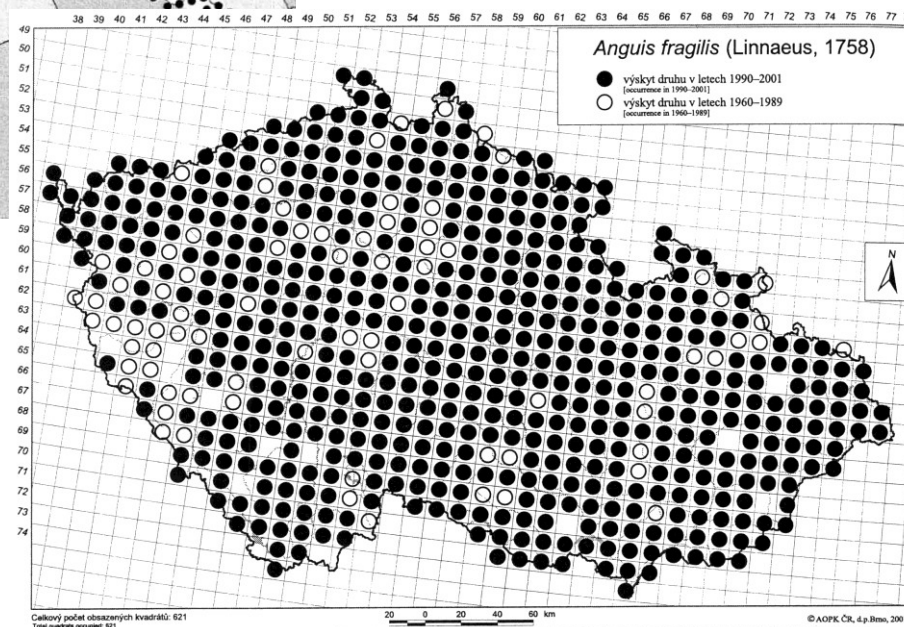 38 39 40 41 42 43 44 45 46 47 48 49 50 51 52 53 54 55 56 57 58 59 60 61 62 63 64 65 66 67 68 69 70 71 72 73 74 75 76 77
49
50
51
52
53
54
55
56
57
58
59
60
61
62
63
64
65
66
67
68
69
70
71
72
73
74
Anguis fragilis (Linnaeus, 1758)
výskyt druhu v letech 1990–2001
[occurrence in 1990–2001]
výskyt druhu v letech 1960–1989
[occurrence in 1960–1989]
N
Celkový počet obsazených kvadrátů: 621
Total quadrats occupied: 621
20 0 20 40 60 km
© AOPK ČR, d.p. Brno,